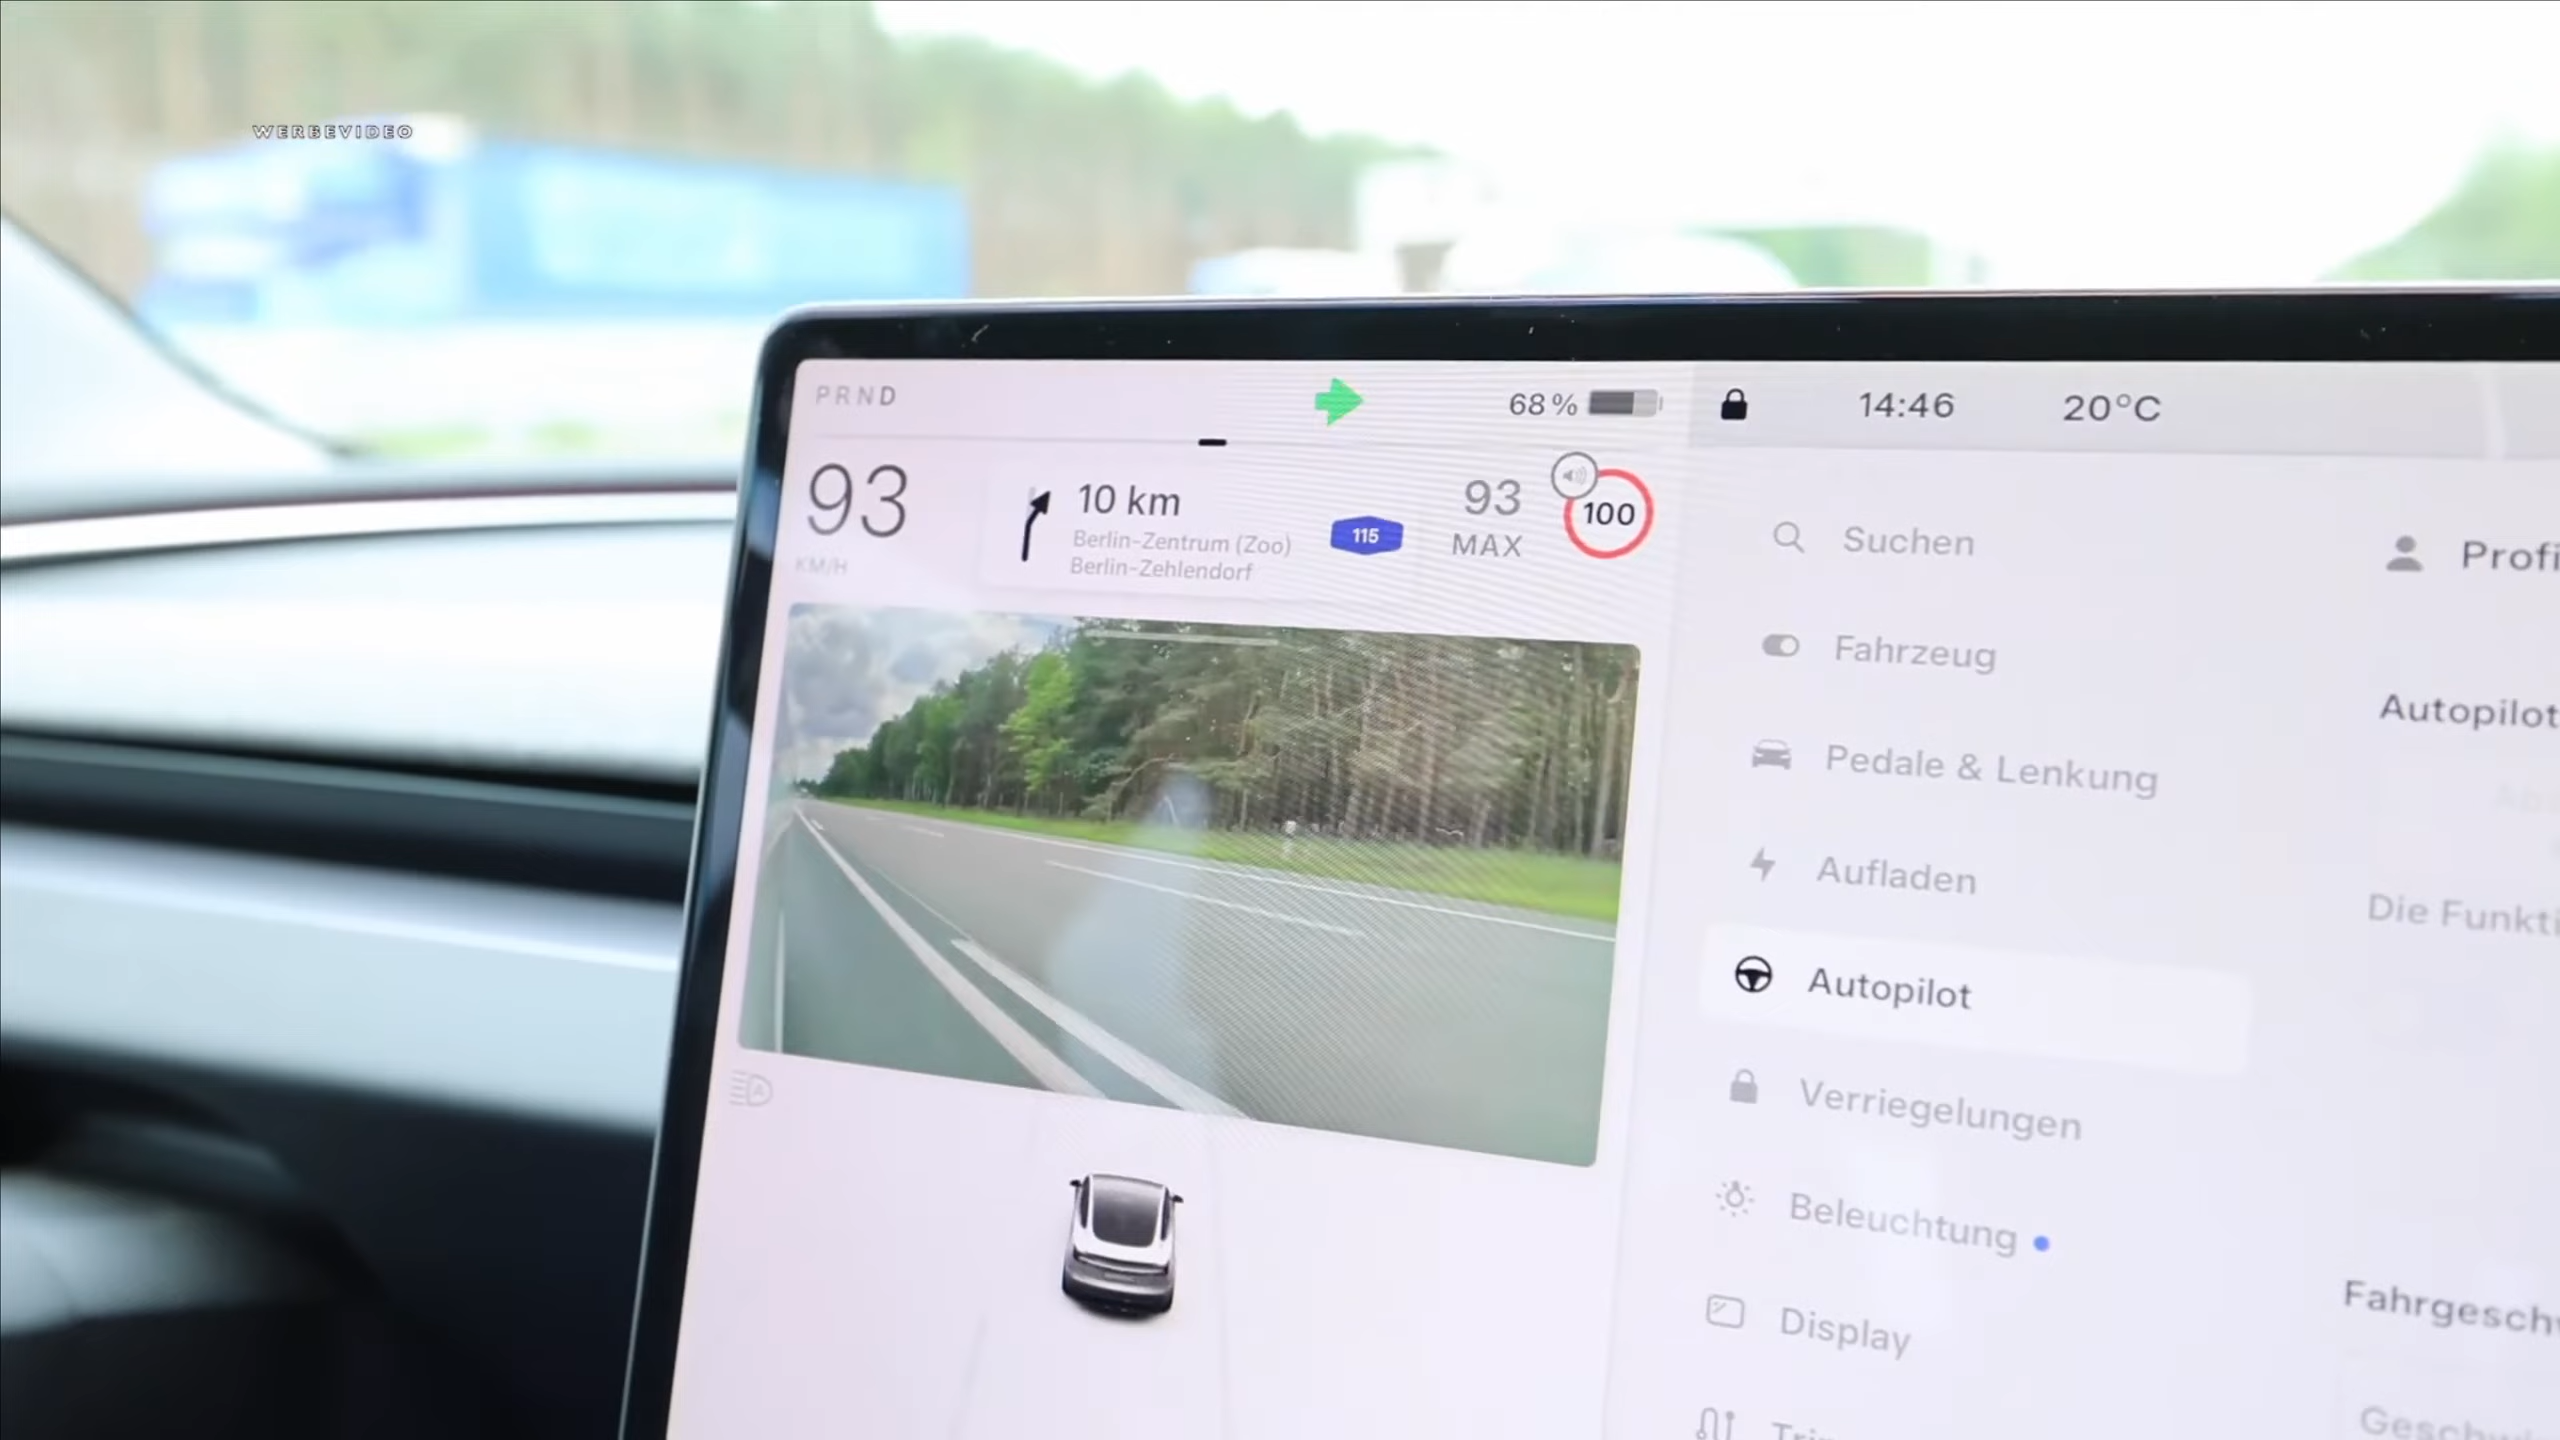 WERBEVIDEO
PRND
68 %
14:46
20°C
93
KM/H
10 km
Berlin-Zentrum (Zoo)
Berlin-Zehlendorf
115
93
MAX
100
Suchen
Fahrzeug
Pedale & Lenkung
Aufladen
Autopilot
Verriegelungen
Beleuchtung
Display
Profi
Autopilot
Die Funkti
Fahrgesch
Geschw